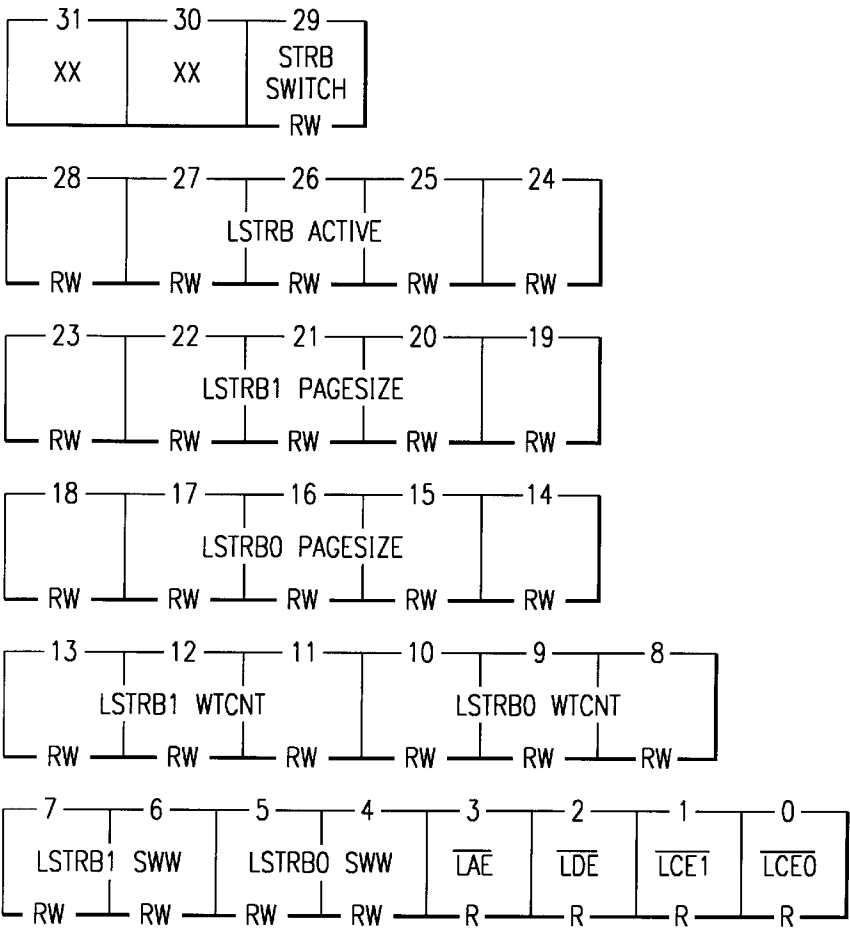 31 30 29
XX XX STRB
SWITCH
RW
28 27 26 25 24
LSTRB ACTIVE
RW RW RW RW RW
23 22 21 20 19
LSTRB1 PAGESIZE
RW RW RW RW RW
18 17 16 15 14
LSTRB0 PAGESIZE
RW RW RW RW RW
13 12 11 10 9 8
LSTRB1 WTCNT LSTRB0 WTCNT
RW RW RW RW RW RW
7 6 5 4 3 2 1 0
LSTRB1 SWW LSTRB0 SWW L̅A̅E̅ L̅D̅E̅ L̅C̅E̅1̅ L̅C̅E̅0̅
RW RW RW RW R R R R